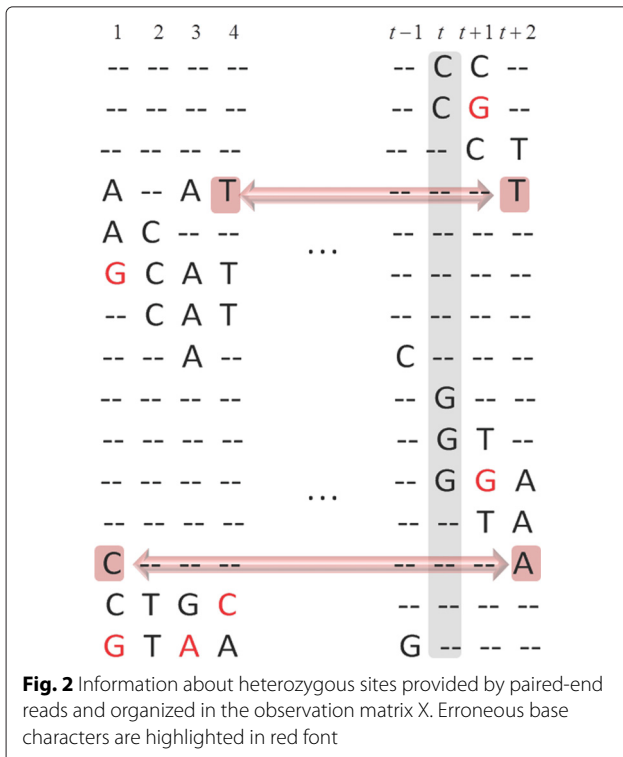 1 2 3 4 t−1 t t+1 t+2
-- -- -- -- -- C C --
-- -- -- -- -- C G --
-- -- -- -- -- -- C T
A -- A T -- -- -- T
A C -- -- ... -- -- -- --
G C A T -- -- -- --
-- C A T -- -- -- --
-- -- A -- C -- -- --
-- -- -- -- -- G -- --
-- -- -- -- -- G T --
-- -- -- -- ... -- G G A
-- -- -- -- -- -- T A
C -- -- -- -- -- -- A
C T G C -- -- -- --
G T A A G -- -- --
Fig. 2 Information about heterozygous sites provided by paired-end
reads and organized in the observation matrix X. Erroneous base
characters are highlighted in red font